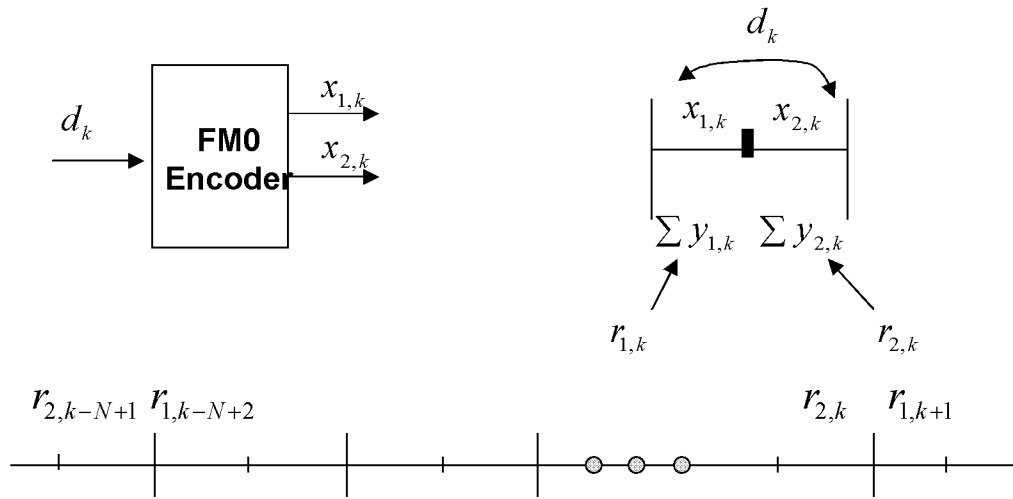 d_k
FM0
Encoder
x_{1,k}
x_{2,k}
d_k
x_{1,k} x_{2,k}
∑ y_{1,k} ∑ y_{2,k}
r_{1,k} r_{2,k}
r_{2,k-N+1} r_{1,k-N+2} r_{2,k} r_{1,k+1}